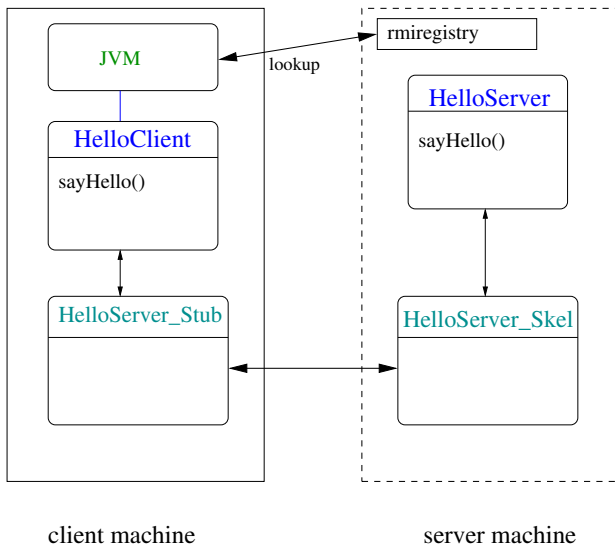 JVM
lookup
rmiregistry
HelloClient
sayHello()
HelloServer
sayHello()
HelloServer_Stub
HelloServer_Skel
client machine
server machine